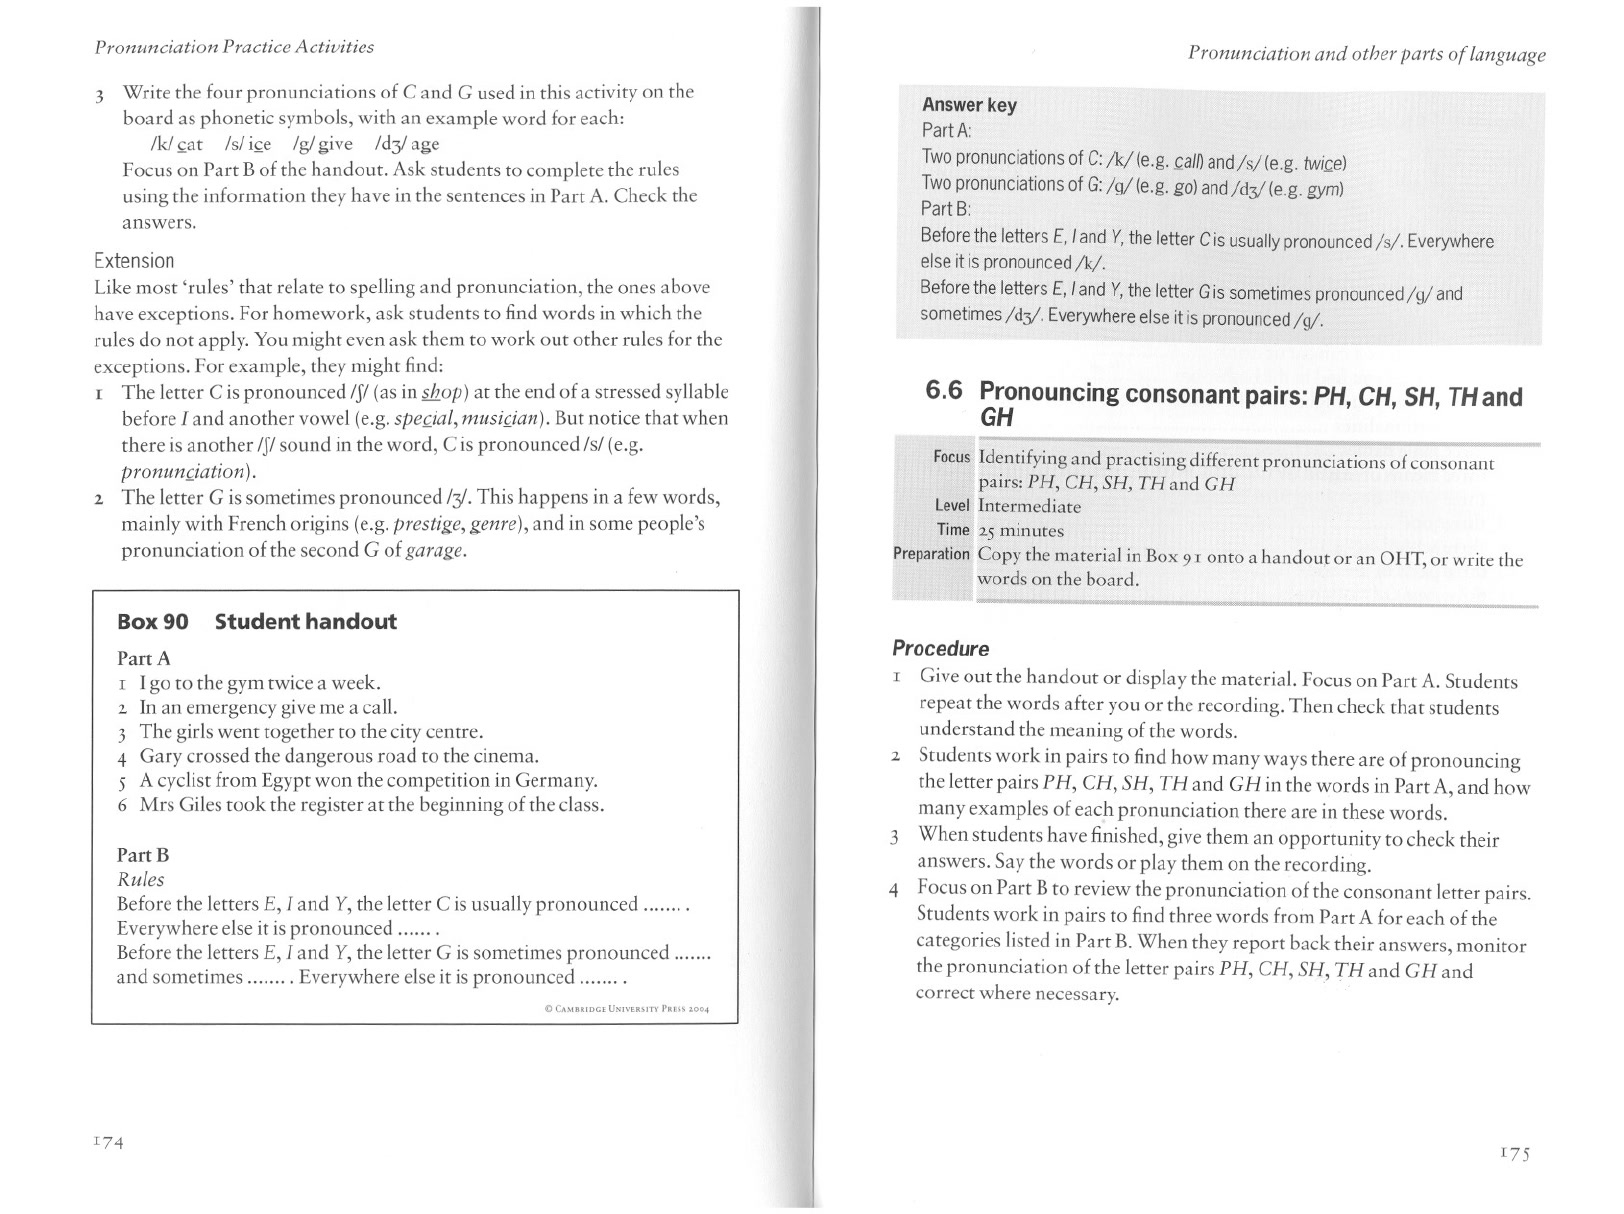 Pronunciation Practice Activities
3 Write the four pronunciations of C and G used in this activity on the
board as phonetic symbols, with an example word for each:
/k/ cat /s/ ice /g/ give /dʒ/ age
Focus on Part B of the handout. Ask students to complete the rules
using the information they have in the sentences in Part A. Check the
answers.
Extension
Like most ‘rules’ that relate to spelling and pronunciation, the ones above
have exceptions. For homework, ask students to find words in which the
rules do not apply. You might even ask them to work out other rules for the
exceptions. For example, they might find:
1 The letter C is pronounced /ʃ/ (as in shop) at the end of a stressed syllable
before I and another vowel (e.g. special, musician). But notice that when
there is another /ʃ/ sound in the word, C is pronounced /s/ (e.g.
pronunciation).
2 The letter G is sometimes pronounced /ʒ/. This happens in a few words,
mainly with French origins (e.g. prestige, genre), and in some people’s
pronunciation of the second G of garage.
Box 90 Student handout
Part A
1 I go to the gym twice a week.
2 In an emergency give me a call.
3 The girls went together to the city centre.
4 Gary crossed the dangerous road to the cinema.
5 A cyclist from Egypt won the competition in Germany.
6 Mrs Giles took the register at the beginning of the class.
Part B
Rules
Before the letters E, I and Y, the letter C is usually pronounced ........
Everywhere else it is pronounced .......
Before the letters E, I and Y, the letter G is sometimes pronounced .......
and sometimes ........ Everywhere else it is pronounced ........
© CAMBRIDGE UNIVERSITY PRESS 2004
174
Pronunciation and other parts of language
Answer key
Part A:
Two pronunciations of C: /k/ (e.g. call) and /s/ (e.g. twice)
Two pronunciations of G: /g/ (e.g. go) and /dʒ/ (e.g. gym)
Part B:
Before the letters E, I and Y, the letter C is usually pronounced /s/. Everywhere
else it is pronounced /k/.
Before the letters E, I and Y, the letter G is sometimes pronounced /g/ and
sometimes /dʒ/. Everywhere else it is pronounced /g/.
6.6 Pronouncing consonant pairs: PH, CH, SH, TH and
GH
Focus Identifying and practising different pronunciations of consonant
pairs: PH, CH, SH, TH and GH
Level Intermediate
Time 25 minutes
Preparation Copy the material in Box 91 onto a handout or an OHT, or write the
words on the board.
Procedure
1 Give out the handout or display the material. Focus on Part A. Students
repeat the words after you or the recording. Then check that students
understand the meaning of the words.
2 Students work in pairs to find how many ways there are of pronouncing
the letter pairs PH, CH, SH, TH and GH in the words in Part A, and how
many examples of each pronunciation there are in these words.
3 When students have finished, give them an opportunity to check their
answers. Say the words or play them on the recording.
4 Focus on Part B to review the pronunciation of the consonant letter pairs.
Students work in pairs to find three words from Part A for each of the
categories listed in Part B. When they report back their answers, monitor
the pronunciation of the letter pairs PH, CH, SH, TH and GH and
correct where necessary.
175